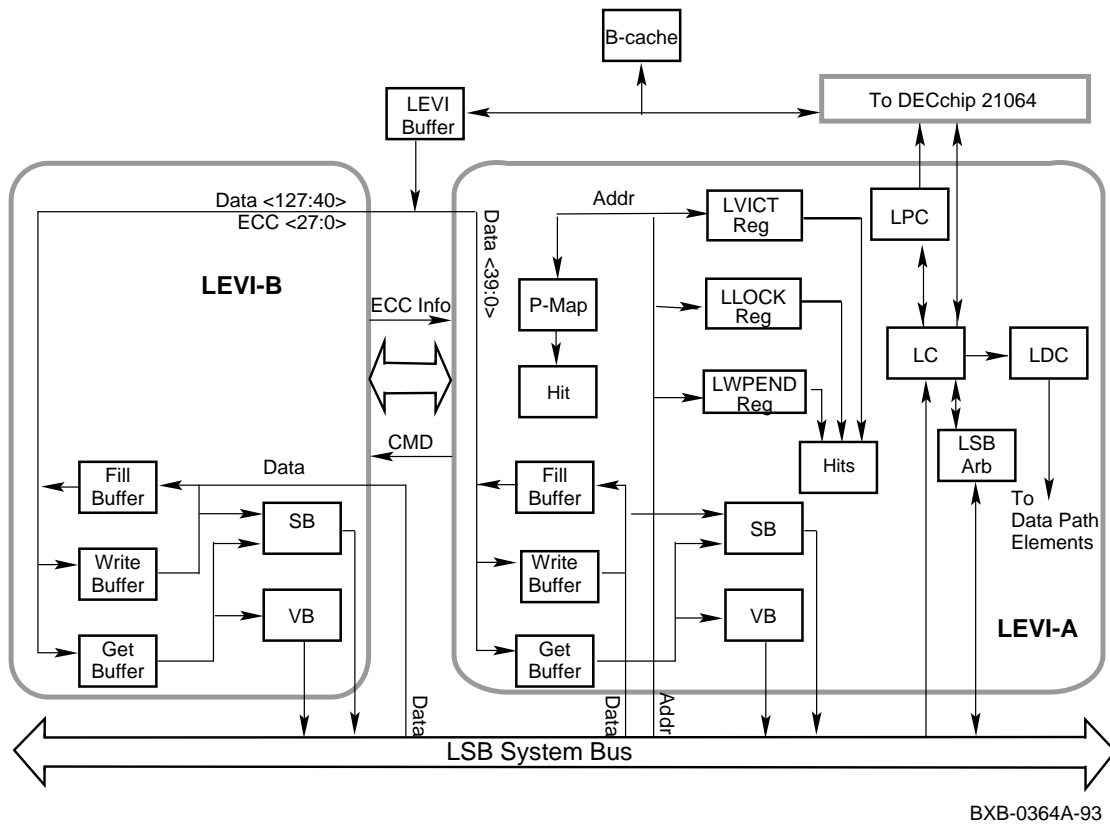 B-cache
To DECchip 21064
LEVI
Buffer
Data <127:40>
ECC <27:0>
Data <39:0>
Addr
LVICT
Reg
LPC
LEVI-B
ECC Info
P-Map
LLOCK
Reg
LC
LDC
Hit
LWPEND
Reg
CMD
Hits
LSB
Arb
Fill
Buffer
Data
SB
Fill
Buffer
SB
To
Data Path
Elements
Write
Buffer
Write
Buffer
VB
VB
LEVI-A
Get
Buffer
Get
Buffer
Data
Data
Addr
LSB System Bus
BXB-0364A-93